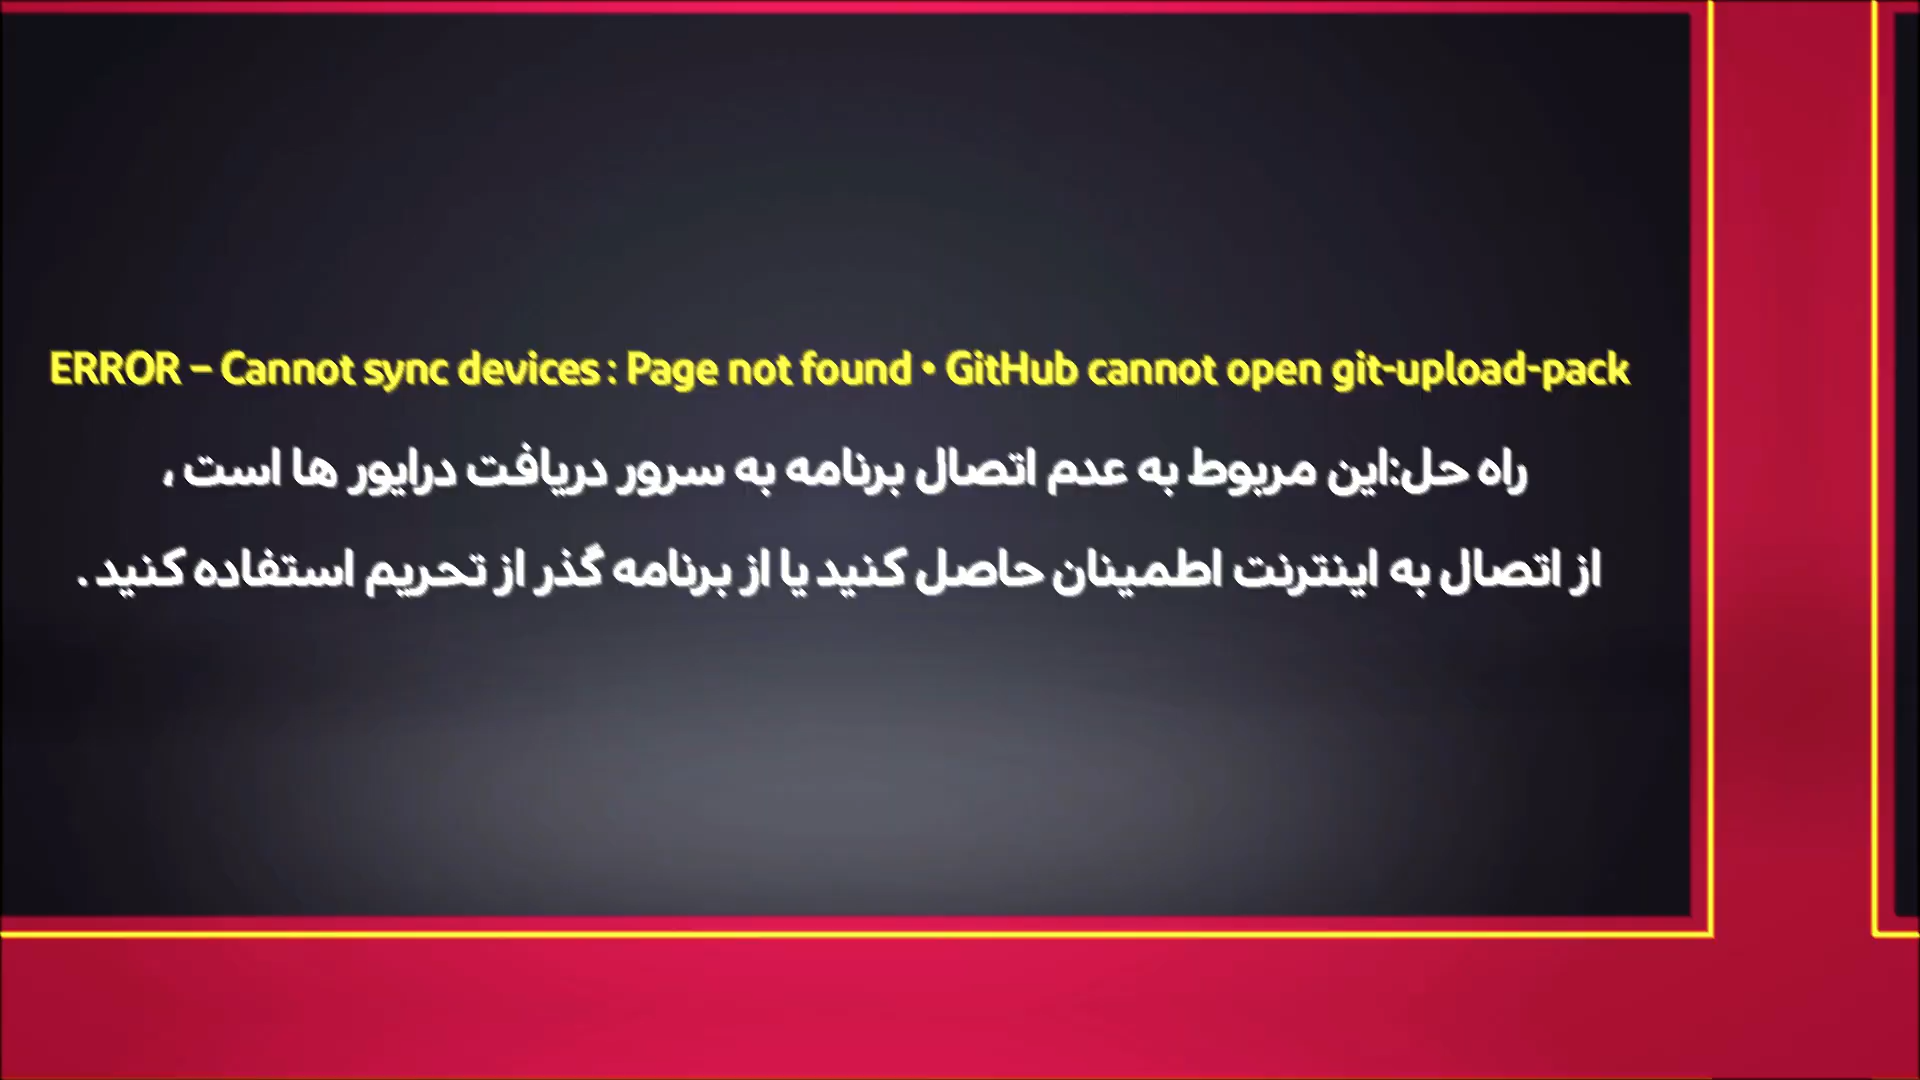 ERROR – Cannot sync devices : Page not found • GitHub cannot open git-upload-pack
راه حل:این مربوط به عدم اتصال برنامه به سرور دریافت درایور ها است ،
از اتصال به اینترنت اطمینان حاصل کنید یا از برنامه گذر از تحریم استفاده کنید .